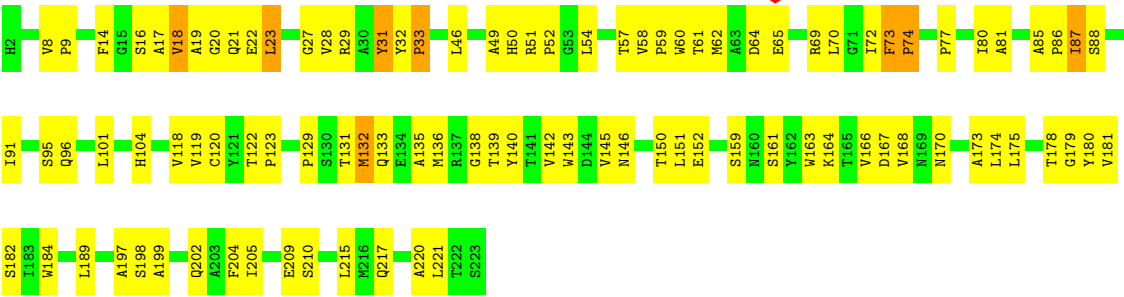 H2 V8 P9 F14 G15 S16 A17 V18 A19 G20 Q21 E22 L23 G27 V28 R29 A30 Y31 Y32 P33 L46 A49 H50 B51 P52 G53 L54 T57 V58 P59 W60 T61 M62 A63 D64 E65 R69 L70 G71 I72 F73 P74 P77 I80 A81 A85 P86 I87 S88
I91 S95 Q96 L101 H104 V118 V119 C120 Y121 T122 P123 P129 S130 T131 M132 Q133 E134 A135 M136 R137 G138 T139 Y140 T141 V142 W143 D144 V145 N146 T150 L151 E152 S159 N160 S161 Y162 W163 K164 T165 V166 D167 V168 N169 N170 A173 L174 L175 T178 G179 Y180 V181
S182 I183 W184 L189 A197 S198 A199 Q202 A203 F204 I205 E209 S210 L215 M216 Q217 A220 L221 T222 S223